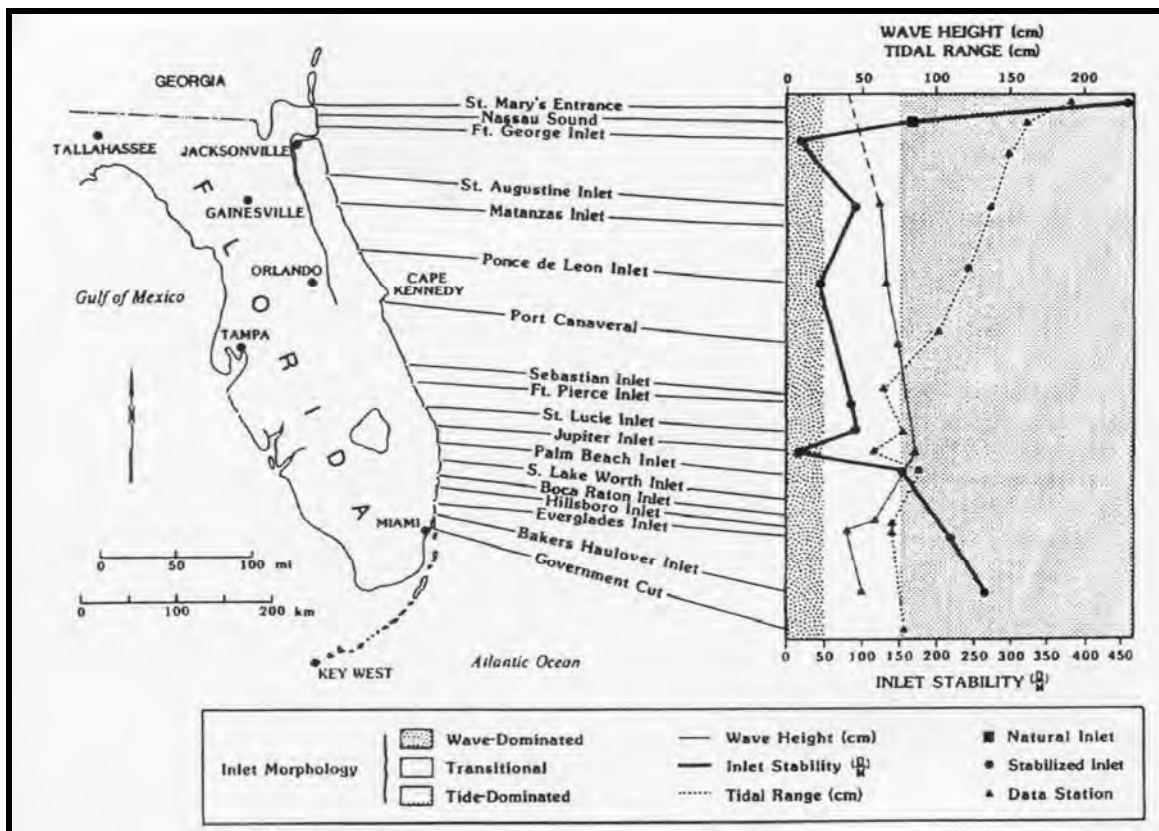 WAVE HEIGHT (cm)
TIDAL RANGE (cm)
0 50 100 150 200
GEORGIA
St. Mary's Entrance
Nassau Sound
Ft. George Inlet
TALLAHASSEE
JACKSONVILLE
St. Augustine Inlet
Matanzas Inlet
GAINESVILLE
Ponce de Leon Inlet
ORLANDO
CAPE
KENNEDY
Gulf of Mexico
Port Canaveral
TAMPA
FLORIDA
Sebastian Inlet
Ft. Pierce Inlet
St. Lucie Inlet
Jupiter Inlet
Palm Beach Inlet
S. Lake Worth Inlet
Boca Raton Inlet
Hillsboro Inlet
Everglades Inlet
MIAMI
Bakers Haulover Inlet
Government Cut
0 50 100 mi
0 100 200 km
KEY WEST
Atlantic Ocean
0 50 100 150 200 250 300 350 400 450
INLET STABILITY (Ω/M)
Inlet Morphology
Wave-Dominated
Transitional
Tide-Dominated
Wave Height (cm)
Inlet Stability (Ω/M)
Tidal Range (cm)
Natural Inlet
Stabilized Inlet
Data Station